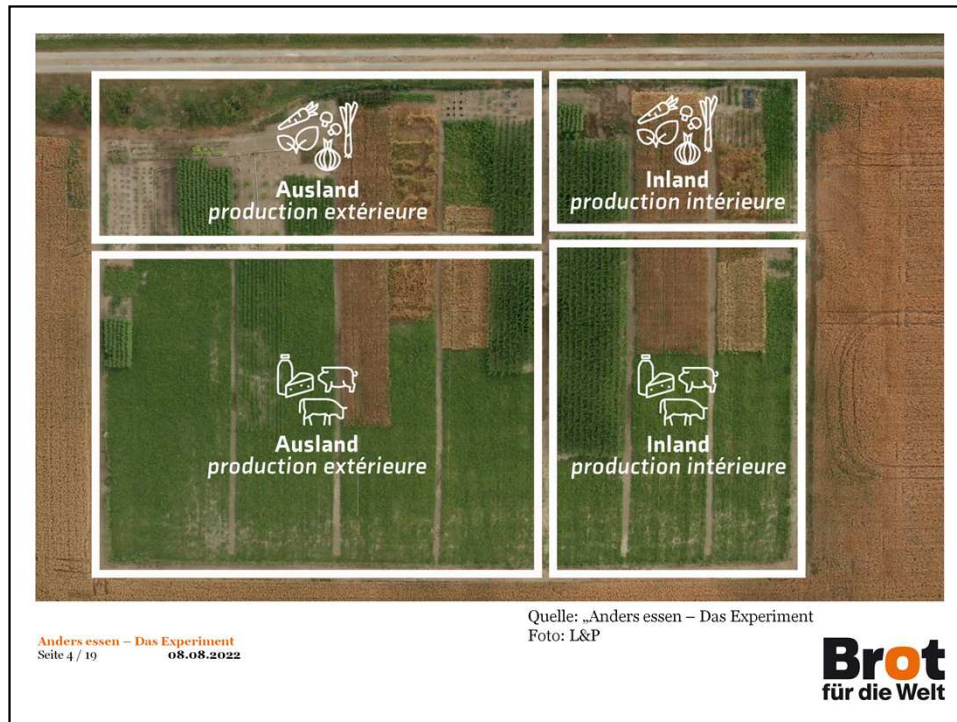 Ausland
production extérieure
Inland
production intérieure
Ausland
production extérieure
Inland
production intérieure
Quelle: „Anders essen – Das Experiment
Foto: L&P
Anders essen – Das Experiment
Seite 4 / 19 08.08.2022
Brot
für die Welt